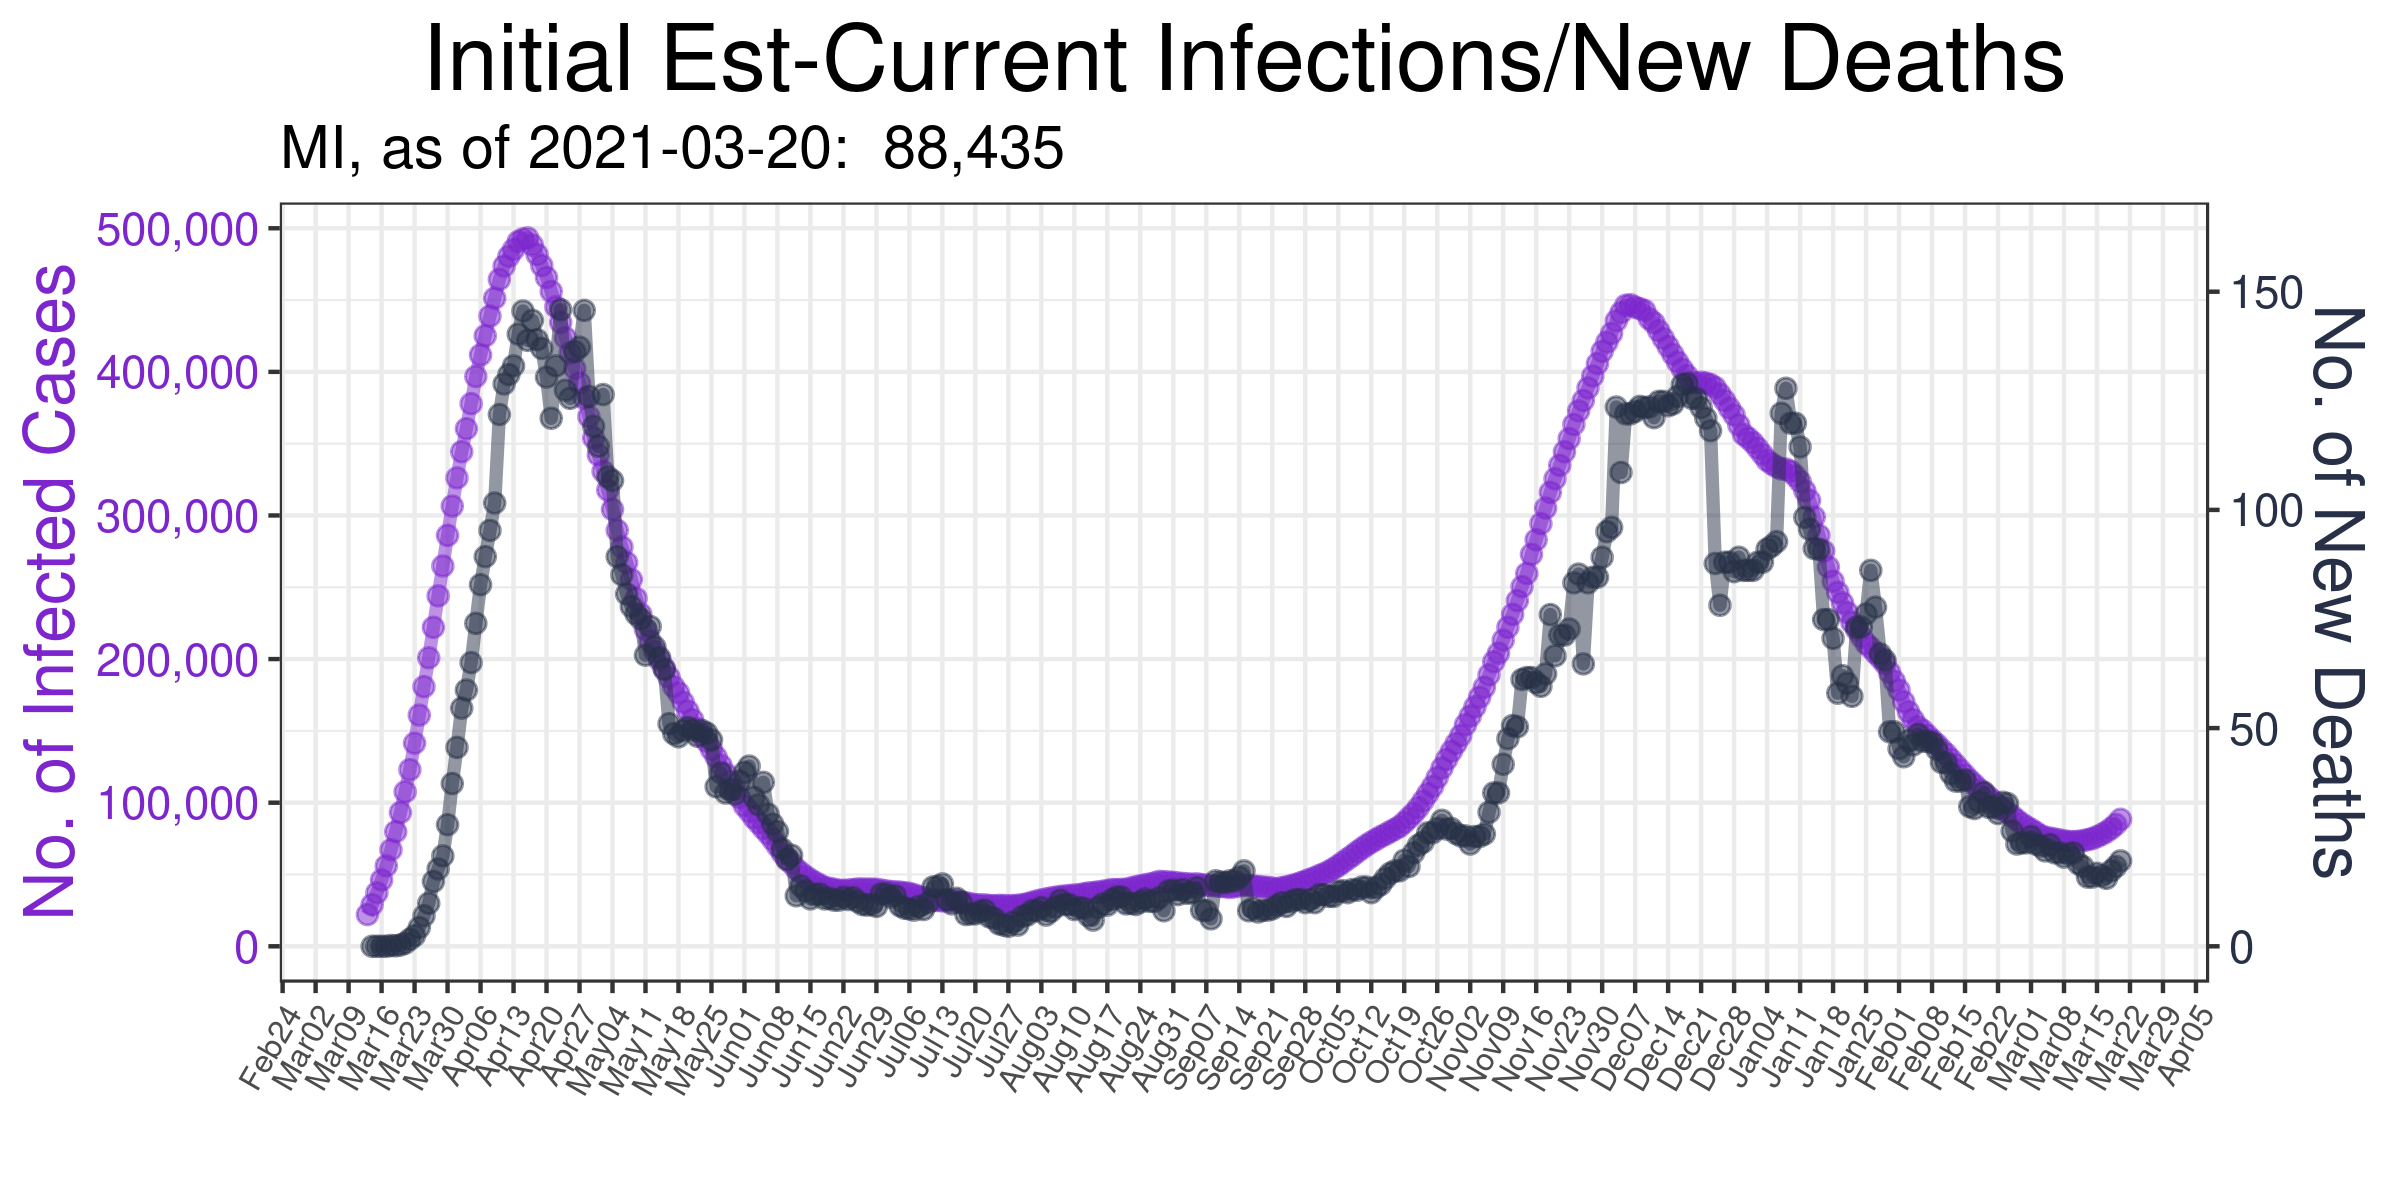 Initial Est-Current Infections/New Deaths
MI, as of 2021-03-20:  88,435
No. of Infected Cases
500,000
400,000
300,000
200,000
100,000
0
150
100
50
0
No. of New Deaths
Feb24
Mar02
Mar09
Mar16
Mar23
Mar30
Apr06
Apr13
Apr20
Apr27
May04
May11
May18
May25
Jun01
Jun08
Jun15
Jun22
Jun29
Jul06
Jul13
Jul20
Jul27
Aug03
Aug10
Aug17
Aug24
Aug31
Sep07
Sep14
Sep21
Sep28
Oct05
Oct12
Oct19
Oct26
Nov02
Nov09
Nov16
Nov23
Nov30
Dec07
Dec14
Dec21
Dec28
Jan04
Jan11
Jan18
Jan25
Feb01
Feb08
Feb15
Feb22
Mar01
Mar08
Mar15
Mar22
Mar29
Apr05